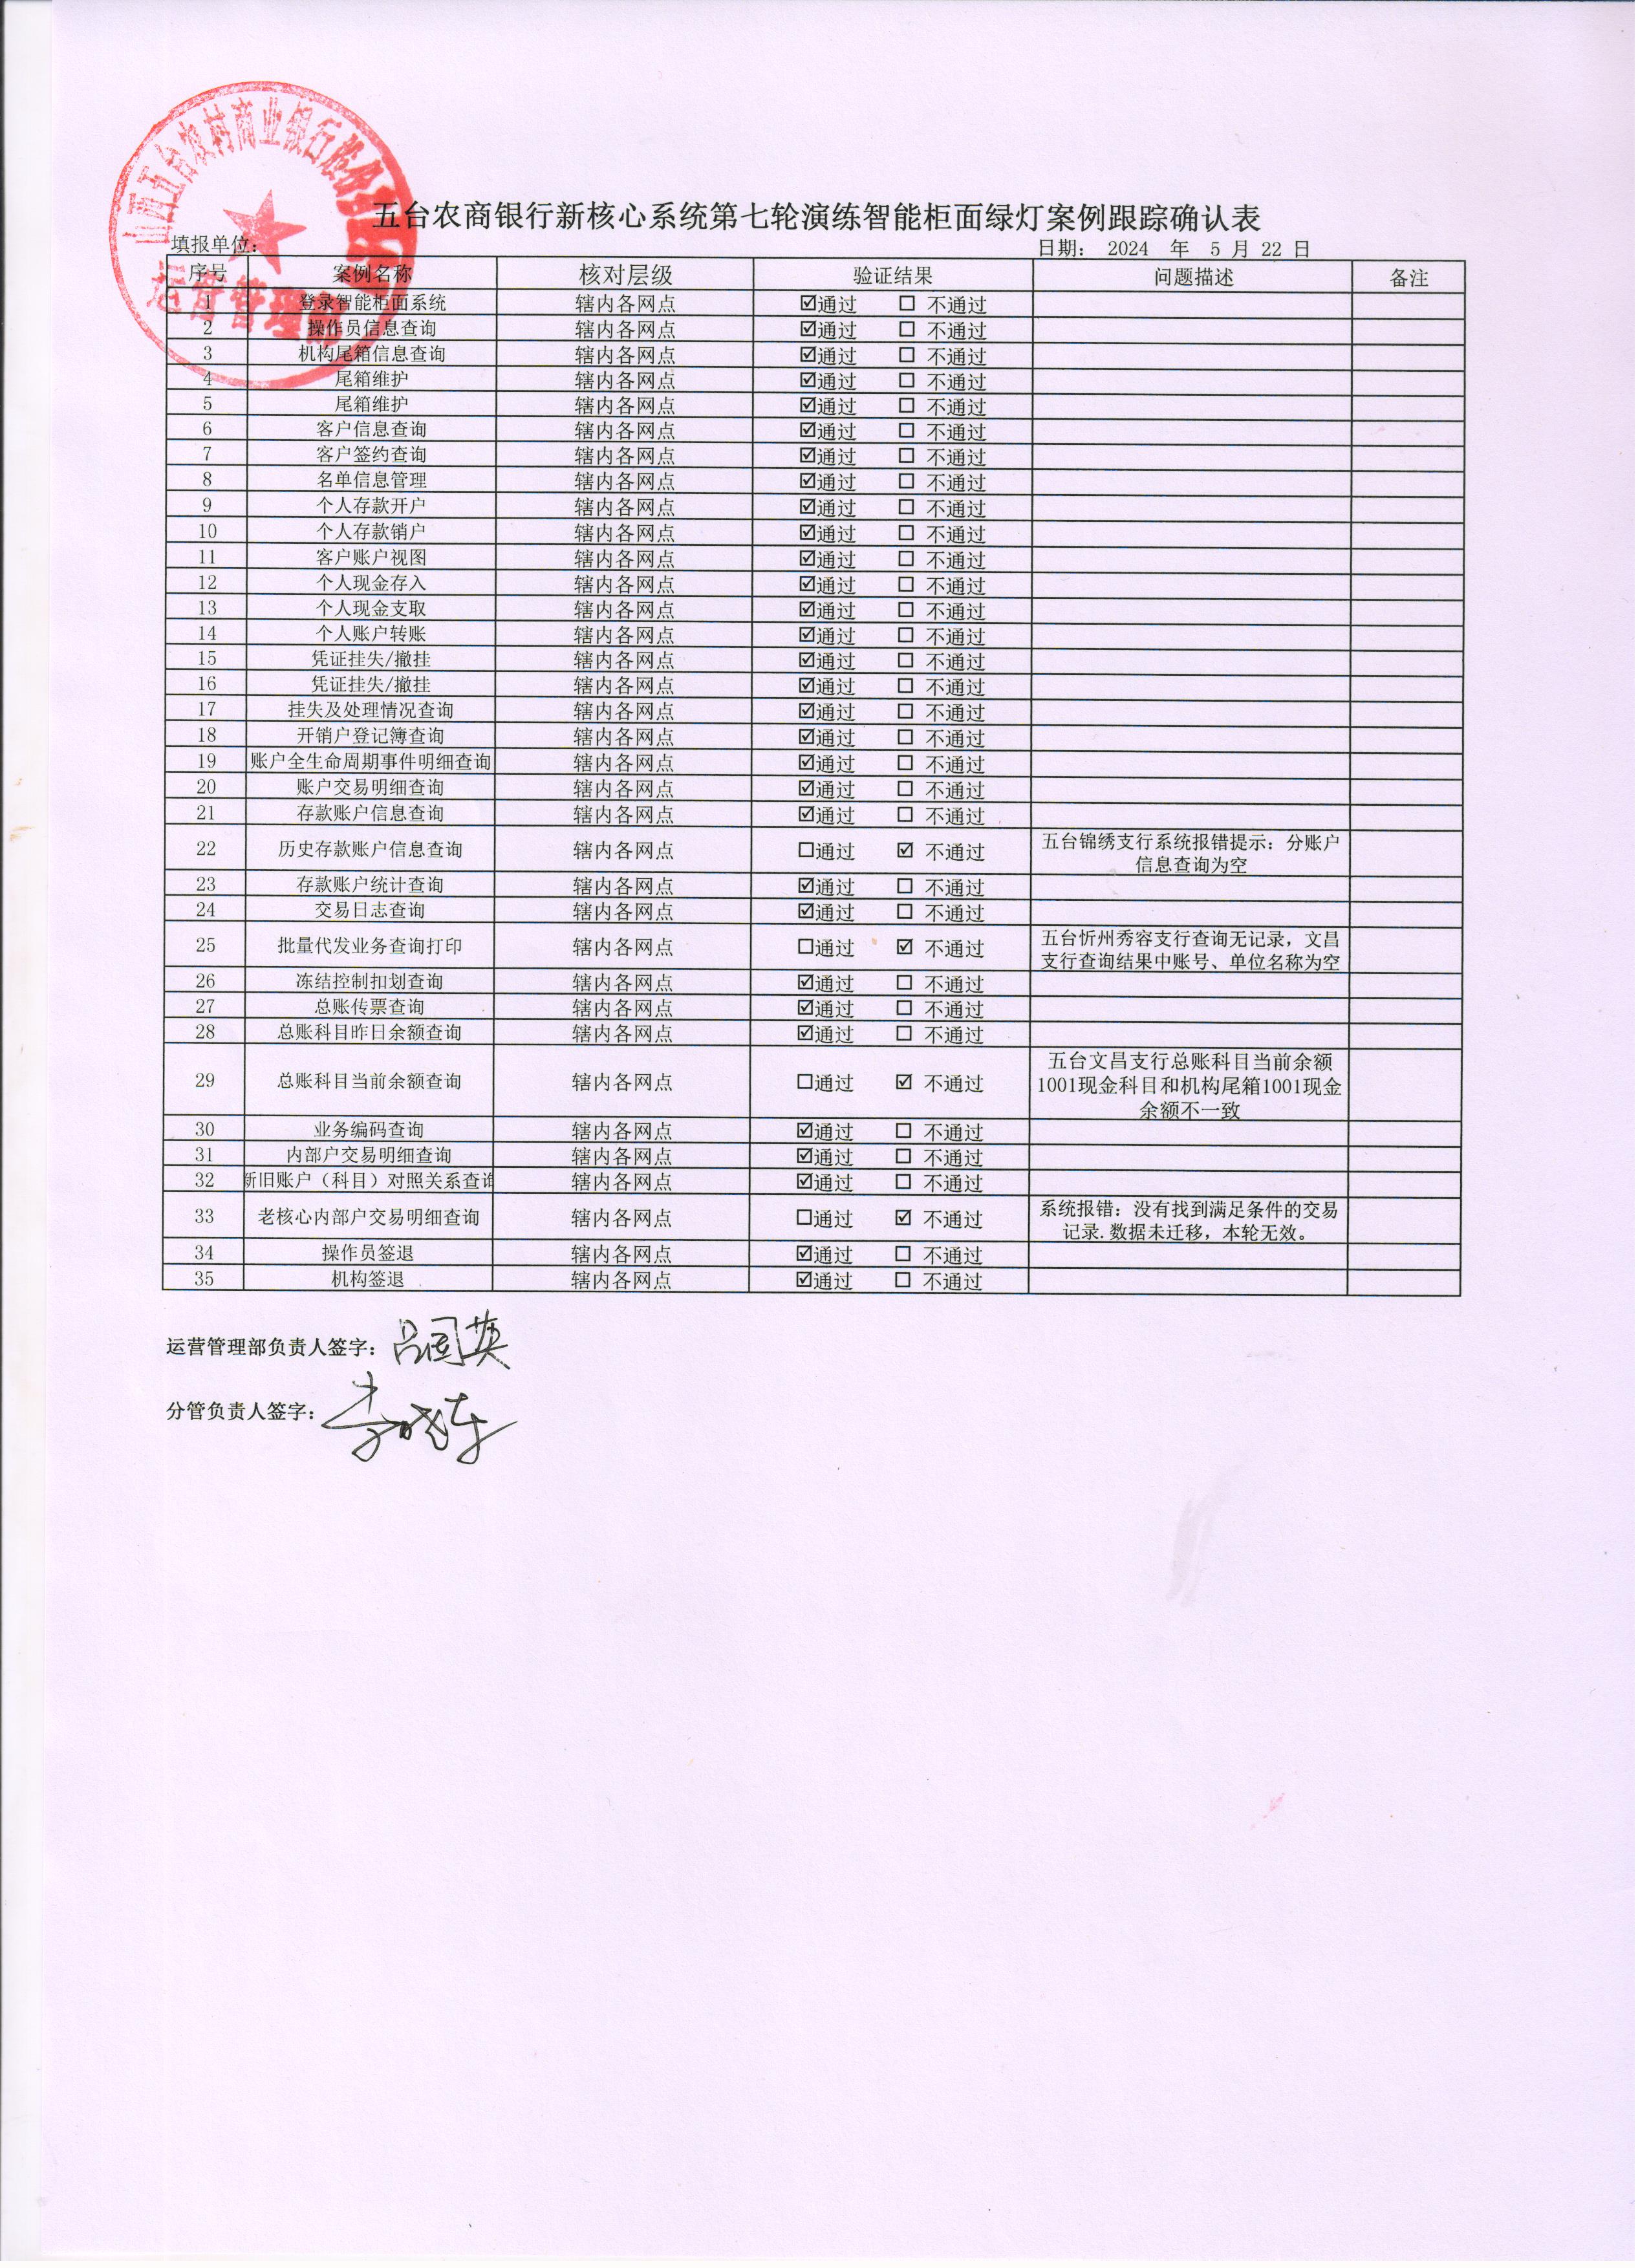 山西五台农村商业银行股份
运营管理部
五台农商银行新核心系统第七轮演练智能柜面绿灯案例跟踪确认表
填报单位: 日期: 2024 年 5 月 22 日
序号 案例名称 核对层级 验证结果 问题描述 备注
1 登录智能柜面系统 辖内各网点 ☑通过 ☐ 不通过
2 操作员信息查询 辖内各网点 ☑通过 ☐ 不通过
3 机构尾箱信息查询 辖内各网点 ☑通过 ☐ 不通过
4 尾箱维护 辖内各网点 ☑通过 ☐ 不通过
5 尾箱维护 辖内各网点 ☑通过 ☐ 不通过
6 客户信息查询 辖内各网点 ☑通过 ☐ 不通过
7 客户签约查询 辖内各网点 ☑通过 ☐ 不通过
8 名单信息管理 辖内各网点 ☑通过 ☐ 不通过
9 个人存款开户 辖内各网点 ☑通过 ☐ 不通过
10 个人存款销户 辖内各网点 ☑通过 ☐ 不通过
11 客户账户视图 辖内各网点 ☑通过 ☐ 不通过
12 个人现金存入 辖内各网点 ☑通过 ☐ 不通过
13 个人现金支取 辖内各网点 ☑通过 ☐ 不通过
14 个人账户转账 辖内各网点 ☑通过 ☐ 不通过
15 凭证挂失/撤挂 辖内各网点 ☑通过 ☐ 不通过
16 凭证挂失/撤挂 辖内各网点 ☑通过 ☐ 不通过
17 挂失及处理情况查询 辖内各网点 ☑通过 ☐ 不通过
18 开销户登记簿查询 辖内各网点 ☑通过 ☐ 不通过
19 账户全生命周期事件明细查询 辖内各网点 ☑通过 ☐ 不通过
20 账户交易明细查询 辖内各网点 ☑通过 ☐ 不通过
21 存款账户信息查询 辖内各网点 ☑通过 ☐ 不通过
22 历史存款账户信息查询 辖内各网点 ☐通过 ☑ 不通过 五台锦绣支行系统报错提示：分账户
信息查询为空
23 存款账户统计查询 辖内各网点 ☑通过 ☐ 不通过
24 交易日志查询 辖内各网点 ☑通过 ☐ 不通过
25 批量代发业务查询打印 辖内各网点 ☐通过 ☑ 不通过 五台忻州秀容支行查询无记录，文昌
支行查询结果中账号、单位名称为空
26 冻结控制扣划查询 辖内各网点 ☑通过 ☐ 不通过
27 总账传票查询 辖内各网点 ☑通过 ☐ 不通过
28 总账科目昨日余额查询 辖内各网点 ☑通过 ☐ 不通过
29 总账科目当前余额查询 辖内各网点 ☐通过 ☑ 不通过 五台文昌支行总账科目当前余额
1001现金科目和机构尾箱1001现金
余额不一致
30 业务编码查询 辖内各网点 ☑通过 ☐ 不通过
31 内部户交易明细查询 辖内各网点 ☑通过 ☐ 不通过
32 新旧账户（科目）对照关系查询 辖内各网点 ☑通过 ☐ 不通过
33 老核心内部户交易明细查询 辖内各网点 ☐通过 ☑ 不通过 系统报错：没有找到满足条件的交易
记录.数据未迁移，本轮无效。
34 操作员签退 辖内各网点 ☑通过 ☐ 不通过
35 机构签退 辖内各网点 ☑通过 ☐ 不通过
运营管理部负责人签字：吕国英
分管负责人签字：李晓东